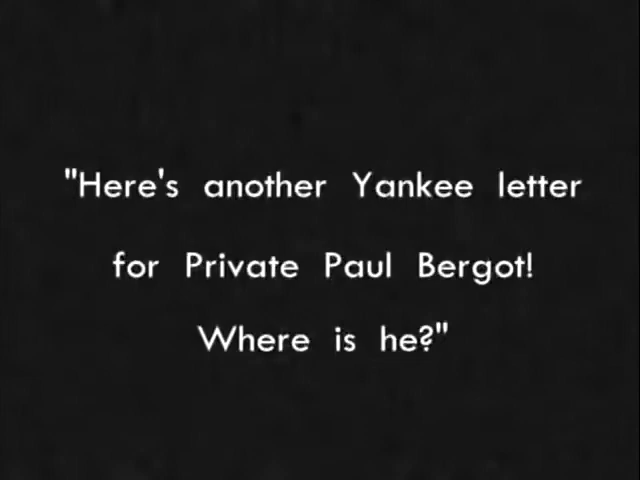 "Here's another Yankee letter
for Private Paul Bergot!
Where is he?"